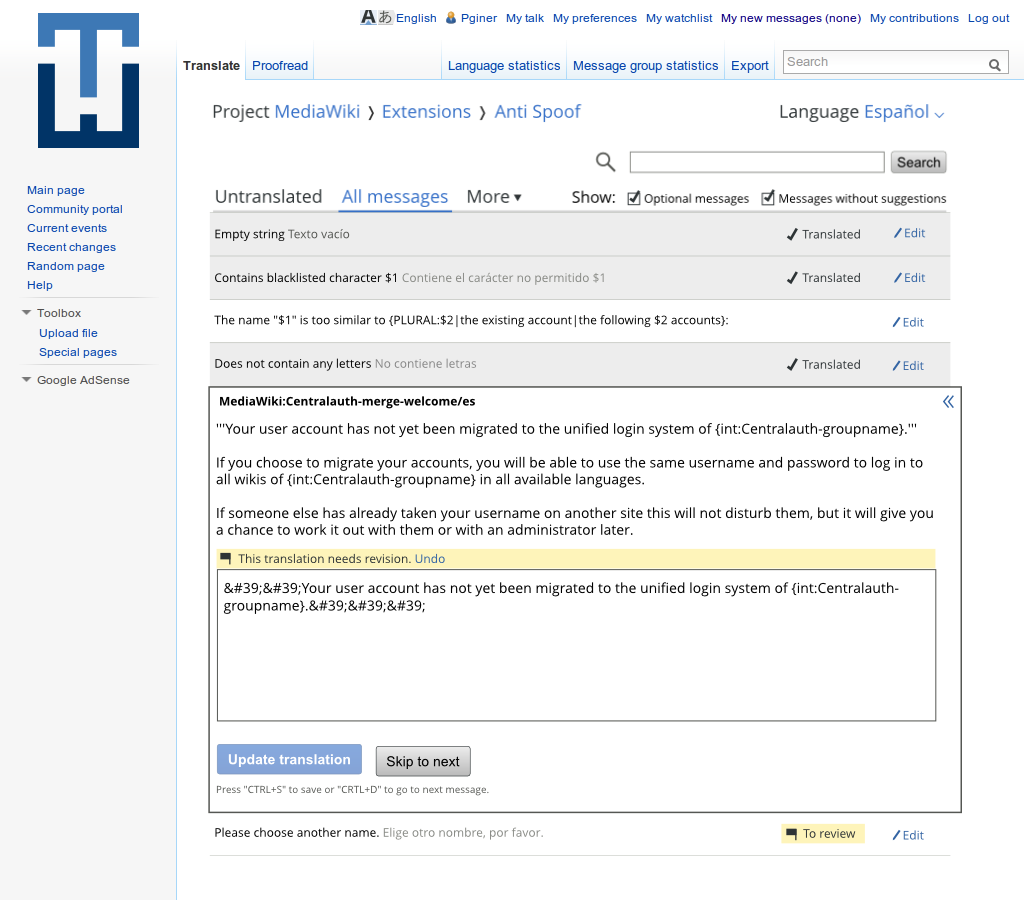 Aあ English Pginer My talk My preferences My watchlist My new messages (none) My contributions Log out
Translate Proofread Language statistics Message group statistics Export Search
Project MediaWiki ❭ Extensions ❭ Anti Spoof Language Español
Search
Main page
Community portal
Current events
Recent changes
Random page
Help
Toolbox
Upload file
Special pages
Google AdSense
Untranslated All messages More ▾ Show: Optional messages Messages without suggestions
Empty string Texto vacío Translated Edit
Contains blacklisted character $1 Contiene el carácter no permitido $1 Translated Edit
The name "$1" is too similar to {PLURAL:$2|the existing account|the following $2 accounts}: Edit
Does not contain any letters No contiene letras Translated Edit
MediaWiki:Centralauth-merge-welcome/es «
'''Your user account has not yet been migrated to the unified login system of {int:Centralauth-groupname}.'''
If you choose to migrate your accounts, you will be able to use the same username and password to log in to
all wikis of {int:Centralauth-groupname} in all available languages.
If someone else has already taken your username on another site this will not disturb them, but it will give you
a chance to work it out with them or with an administrator later.
This translation needs revision. Undo
&#39;&#39;Your user account has not yet been migrated to the unified login system of {int:Centralauth-
groupname}.&#39;&#39;&#39;
Update translation Skip to next
Press "CTRL+S" to save or "CRTL+D" to go to next message.
Please choose another name. Elige otro nombre, por favor. To review Edit